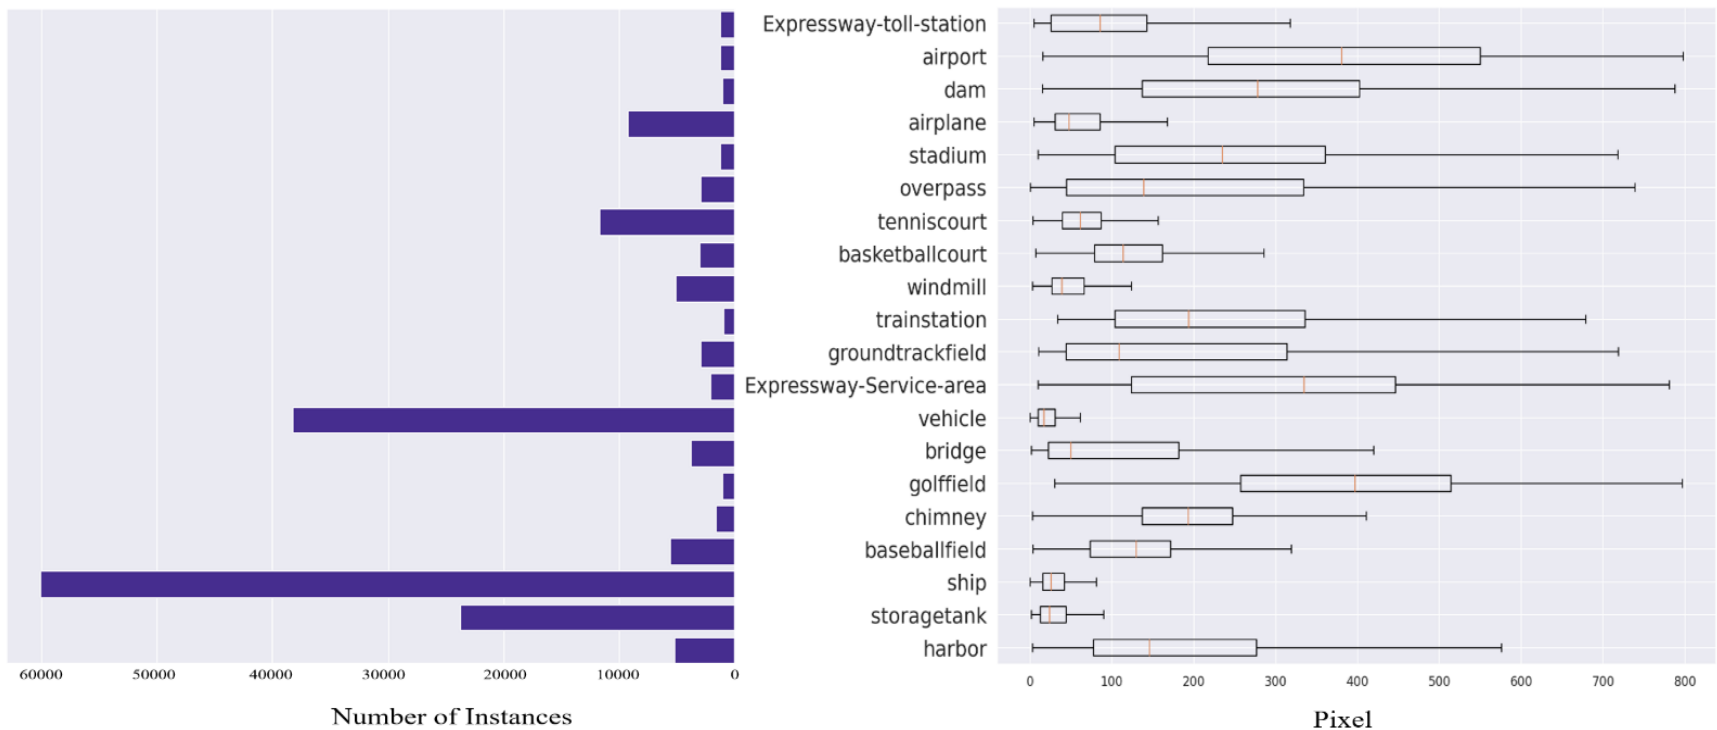 Expressway-toll-station
airport
dam
airplane
stadium
overpass
tenniscourt
basketballcourt
windmill
trainstation
groundtrackfield
Expressway-Service-area
vehicle
bridge
golffield
chimney
baseballfield
ship
storagetank
harbor
60000 50000 40000 30000 20000 10000 0
0 100 200 300 400 500 600 700 800
Number of Instances
Pixel